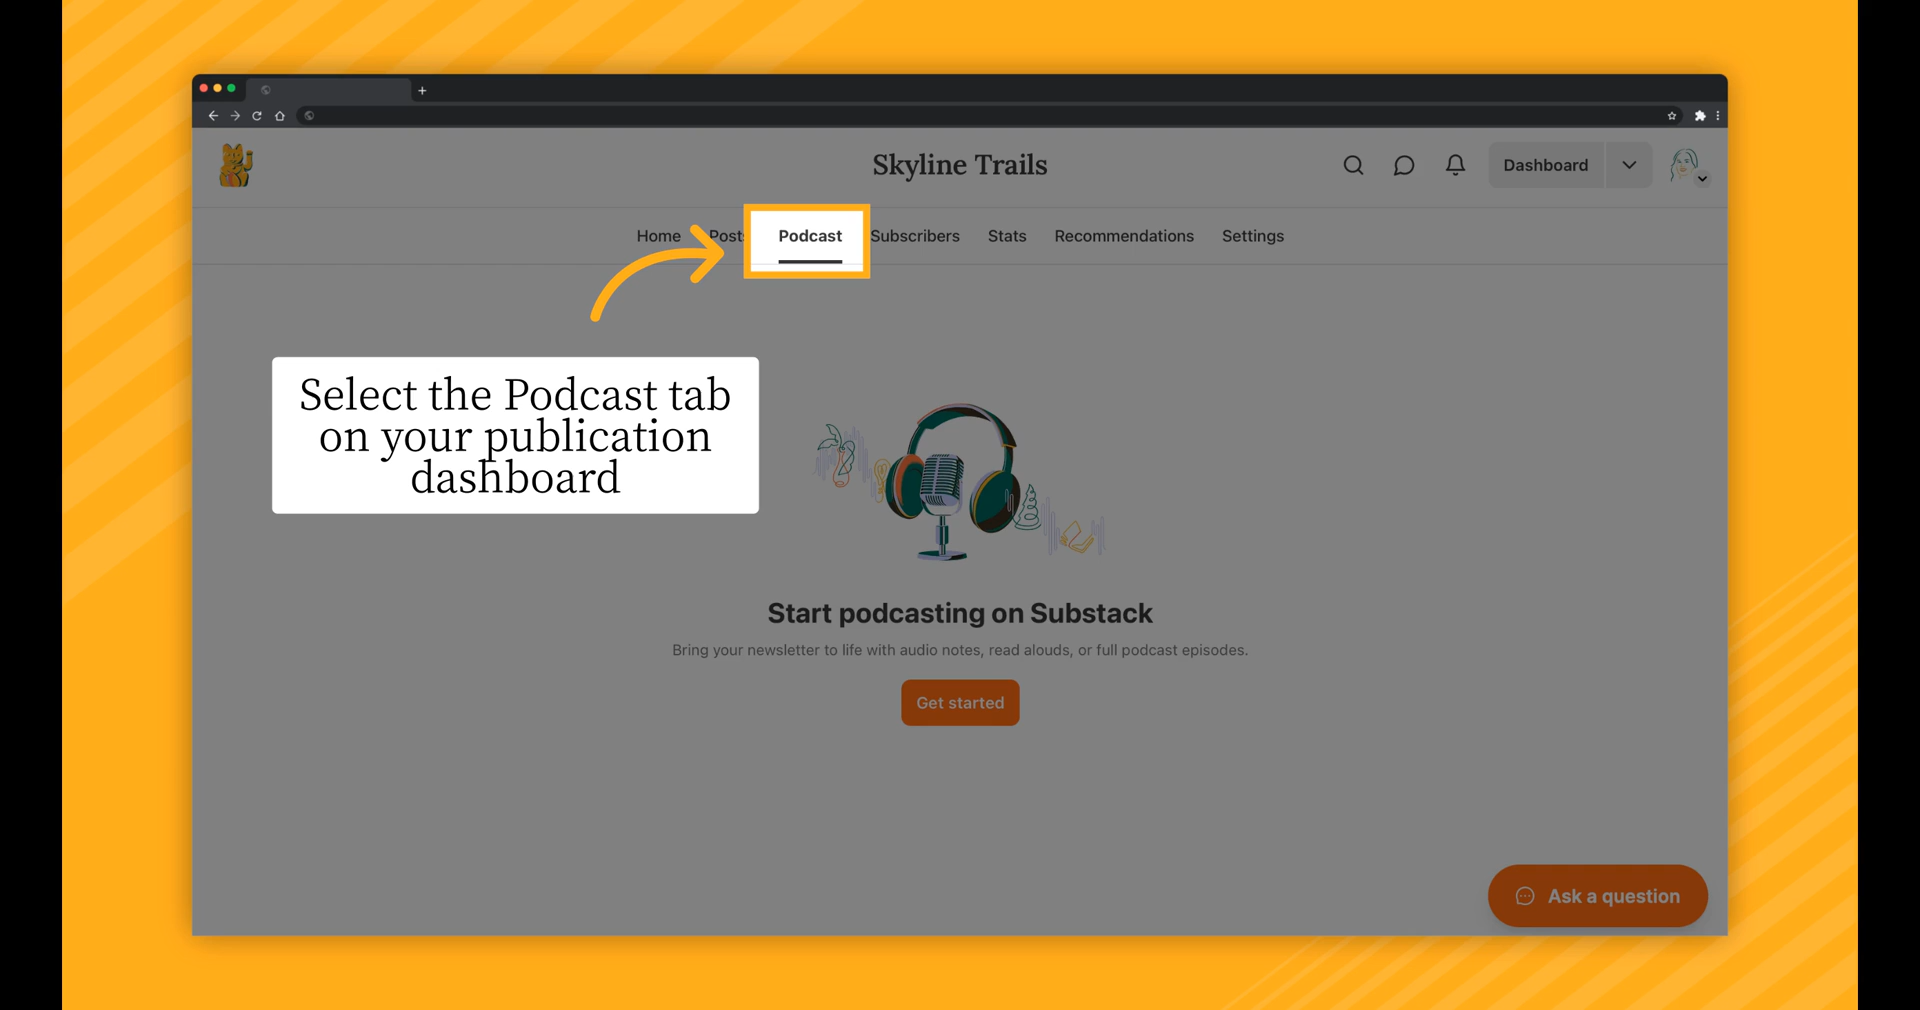 Skyline Trails
Dashboard
Home Posts Podcast Subscribers Stats Recommendations Settings
Select the Podcast tab
on your publication
dashboard
Start podcasting on Substack
Bring your newsletter to life with audio notes, read alouds, or full podcast episodes.
Get started
Ask a question